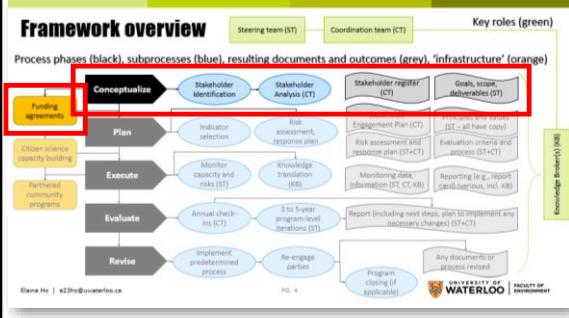 Framework overview
Steering team (ST)
Coordination team (CT)
Key roles (green)
Process phases (black), subprocesses (blue), resulting documents and outcomes (grey), 'infrastructure' (orange)
Conceptualize
Stakeholder
Identification
Stakeholder
Analysis (CT)
Stakeholder register
(CT)
Goals, scope,
deliverables (ST)
Funding
agreements
Plan
Indicator
selection
Risk
assessment,
response plan
Engagement Plan (CT)
Principles and values
(ST – all have copy)
Citizen science
capacity building
Risk assessment and
response plan (ST+CT)
Evaluation criteria and
process (ST+CT)
Execute
Monitor
capacity and
risks (ST)
Knowledge
translation
(KB)
Monitoring data,
information (ST, CT, KB)
Reporting (e.g., report
card) (various, incl. KB)
Partnered
community
programs
Knowledge Broker(s) (KB)
Evaluate
Annual check-
ins (CT)
3 to 5-year
program-level
iterations (ST)
Report (including next steps, plan to implement any
necessary changes) (ST+CT)
Revise
Implement
predetermined
process
Re-engage
parties
Any documents or
process revised
Program
closing (if
applicable)
Elaine Ho | e23ho@uwaterloo.ca
PG. 4
UNIVERSITY OF
WATERLOO
FACULTY OF
ENVIRONMENT